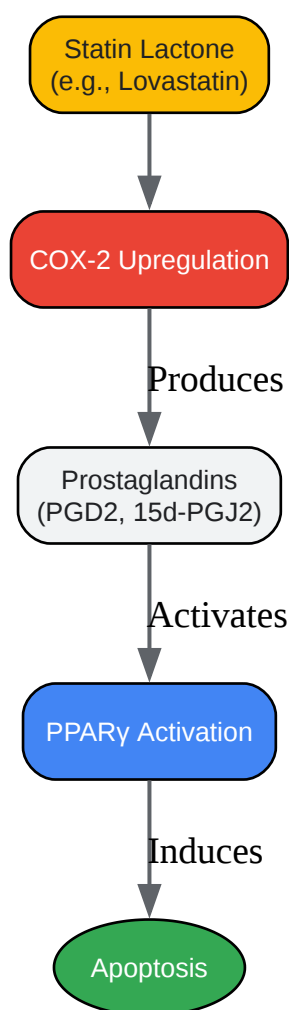 Statin Lactone
(e.g., Lovastatin)
COX-2 Upregulation
Produces
Prostaglandins
(PGD2, 15d-PGJ2)
Activates
PPARγ Activation
Induces
Apoptosis